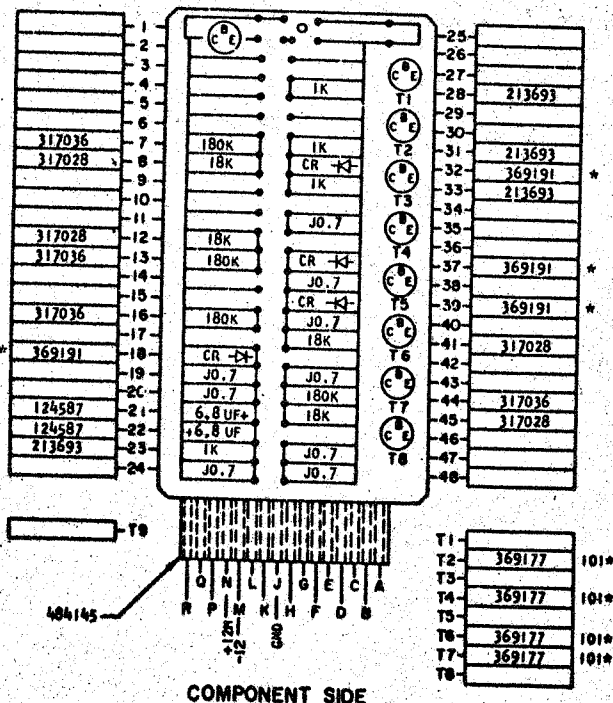 1
2
3
4
5
317036 7
317028 8
9
10
11
317028 12
317036 13
14
15
317036 16
17
* 369191 18
19
20
124587 21
124587 22
213693 23
24
T9
C B E
180K
18K
18K
180K
180K
CR
J0.7
J0.7
6.8 UF+
+6.8 UF
1K
J0.7
1K
1K
CR
1K
J0.7
CR
J0.7
CR
J0.7
18K
J0.7
180K
18K
J0.7
J0.7
C B E
T1
C B E
T2
C B E
T3
C B E
T4
C B E
T5
C B E
T6
C B E
T7
C B E
T8
25
26
27
28 213693
29
30
31 213693
32 369191 *
33 213693
34
35
36
37 369191 *
38
39 369191 *
40
41 317028
42
43
44 317036
45 317028
46
47
48
484145
R Q P N M L K J H G F E D C B A
+12R
-12
GND
T1
T2 369177 101*
T3
T4 369177 101*
T5
T6 369177 101*
T7 369177 101*
T8
COMPONENT SIDE